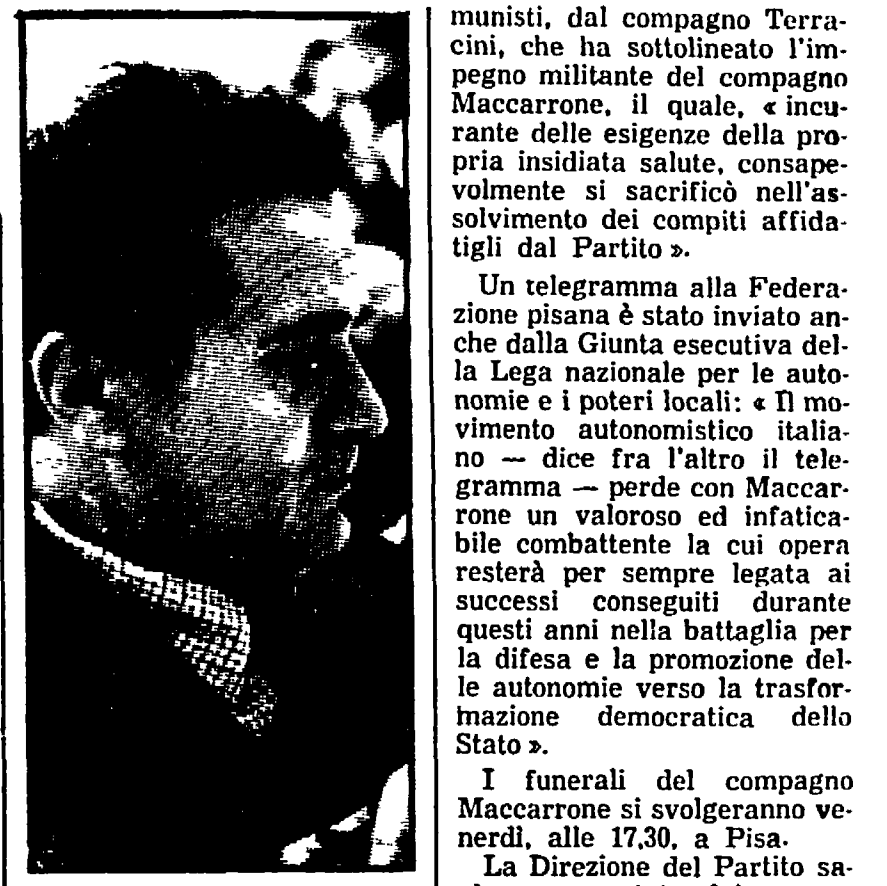 munisti, dal compagno Terra-
cini, che ha sottolineato l'im-
pegno militante del compagno
Maccarrone, il quale, « incu-
rante delle esigenze della pro-
pria insidiata salute, consape-
volmente si sacrificò nell'as-
solvimento dei compiti affida-
tigli dal Partito ».
Un telegramma alla Federa-
zione pisana è stato inviato an-
che dalla Giunta esecutiva del-
la Lega nazionale per le auto-
nomie e i poteri locali: « Il mo-
vimento autonomistico italia-
no — dice fra l'altro il tele-
gramma — perde con Maccar-
rone un valoroso ed infatica-
bile combattente la cui opera
resterà per sempre legata ai
successi conseguiti durante
questi anni nella battaglia per
la difesa e la promozione del-
le autonomie verso la trasfor-
mazione democratica dello
Stato ».
I funerali del compagno
Maccarrone si svolgeranno ve-
nerdì, alle 17,30, a Pisa.
La Direzione del Partito sa-